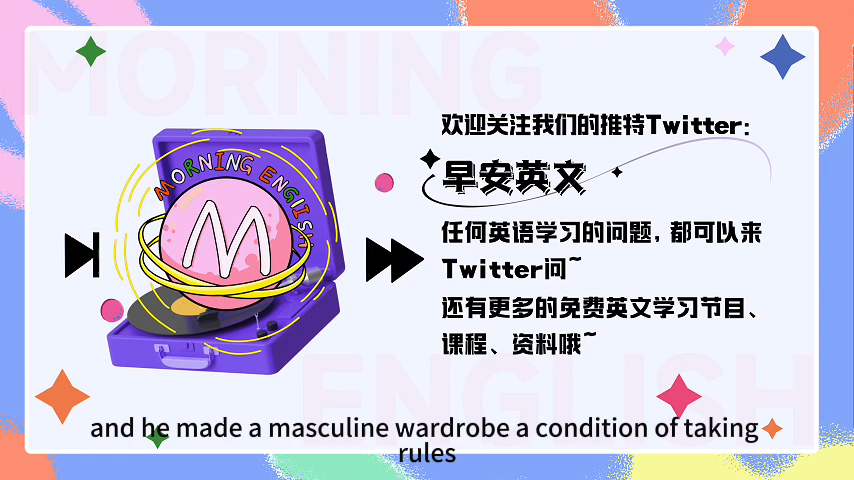 MORNING
欢迎关注我们的推特Twitter:
MORNING ENGLISH
早安英文
M
任何英语学习的问题，都可以来
Twitter问~
还有更多的免费英文学习节目、
课程、资料哦~
ENGLISH
and he made a masculine wardrobe a condition of taking
rules